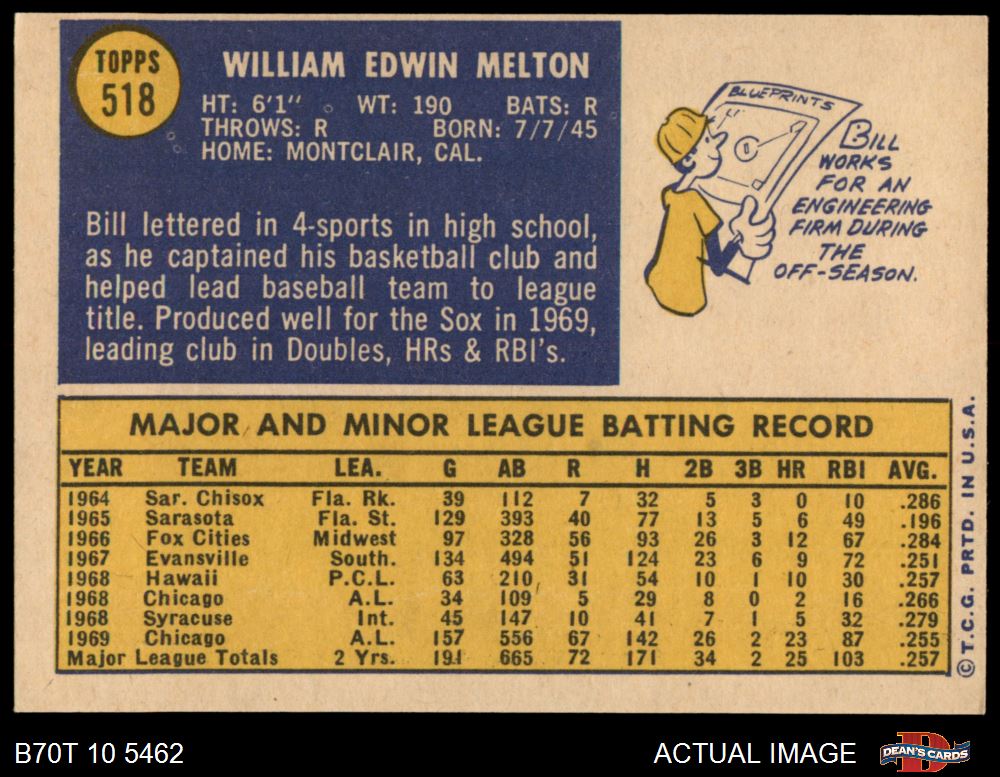 TOPPS
518
WILLIAM EDWIN MELTON
HT: 6'1" WT: 190 BATS: R
THROWS: R BORN: 7/7/45
HOME: MONTCLAIR, CAL.
Bill lettered in 4-sports in high school,
as he captained his basketball club and
helped lead baseball team to league
title. Produced well for the Sox in 1969,
leading club in Doubles, HRs & RBI's.
BLUEPRINTS
BILL
WORKS
FOR AN
ENGINEERING
FIRM DURING
THE
OFF-SEASON.
MAJOR AND MINOR LEAGUE BATTING RECORD
YEAR TEAM LEA. G AB R H 2B 3B HR RBI AVG.
1964 Sar. Chisox Fla. Rk. 39 112 7 32 5 3 0 10 .286
1965 Sarasota Fla. St. 129 393 40 77 13 5 6 49 .196
1966 Fox Cities Midwest 97 328 56 93 26 3 12 67 .284
1967 Evansville South. 134 494 51 124 23 6 9 72 .251
1968 Hawaii P.C.L. 63 210 31 54 10 1 10 30 .257
1968 Chicago A.L. 34 109 5 29 8 0 2 16 .266
1968 Syracuse Int. 45 147 10 41 7 1 5 32 .279
1969 Chicago A.L. 157 556 67 142 26 2 23 87 .255
Major League Totals 2 Yrs. 191 665 72 171 34 2 25 103 .257
© T.C.G. PRTD. IN U.S.A.
B70T 10 5462
ACTUAL IMAGE
DEAN'S CARDS